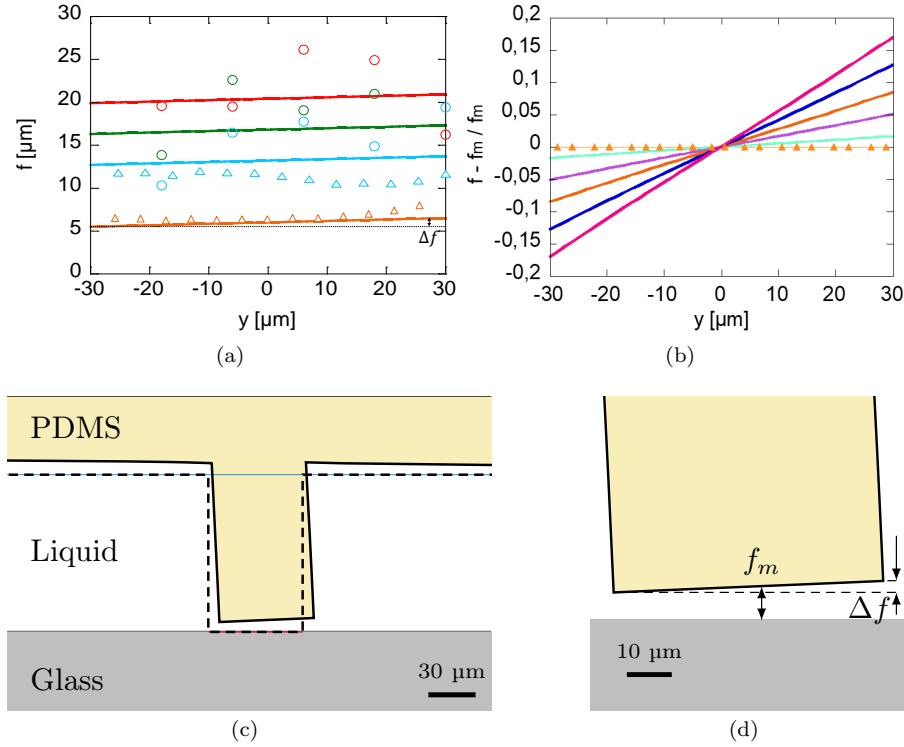 30
25
20
15
10
5
0
f [µm]
Δf
-30 -20 -10 0 10 20 30
y [µm]
(a)
0,2
0,15
0,1
0,05
0
-0,05
-0,1
-0,15
-0,2
f - fm / fm
-30 -20 -10 0 10 20 30
y [µm]
(b)
PDMS
Liquid
Glass
30 µm
(c)
fm
Δf
10 µm
(d)